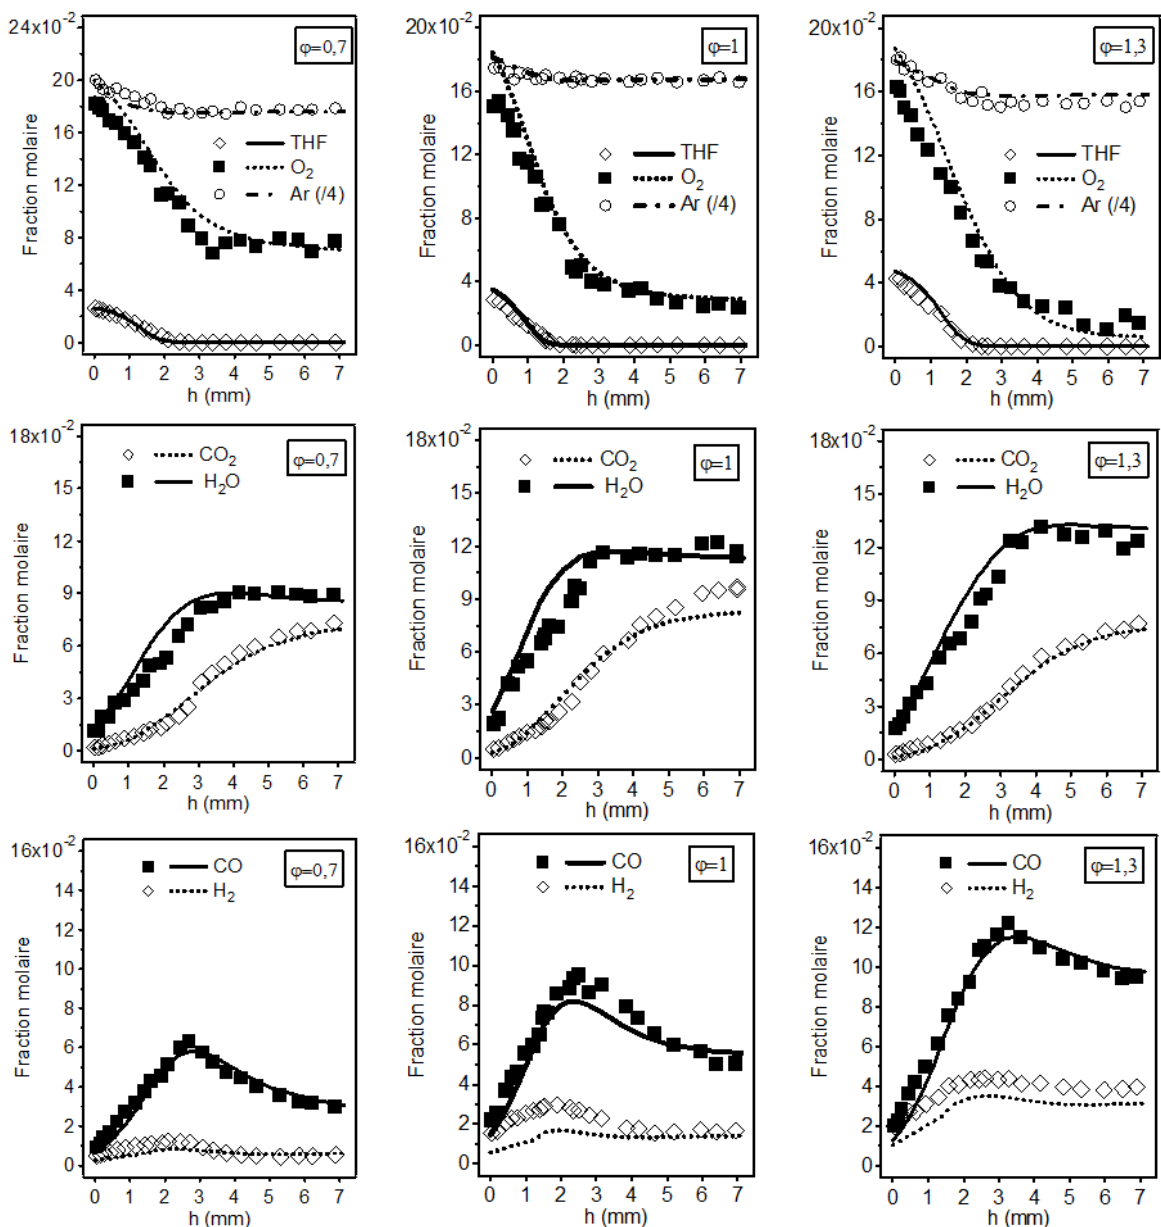 24x10⁻²
φ=0,7
20
16
12
8
4
0
THF
O₂
Ar (/4)
Fraction molaire
0 1 2 3 4 5 6 7
h (mm)
20x10⁻²
φ=1
16
12
8
4
0
THF
O₂
Ar (/4)
Fraction molaire
0 1 2 3 4 5 6 7
h (mm)
20x10⁻²
φ=1,3
16
12
8
4
0
THF
O₂
Ar (/4)
Fraction molaire
0 1 2 3 4 5 6 7
h (mm)
18x10⁻²
φ=0,7
15
12
9
6
3
0
CO₂
H₂O
Fraction molaire
0 1 2 3 4 5 6 7
h (mm)
18x10⁻²
φ=1
15
12
9
6
3
0
CO₂
H₂O
Fraction molaire
0 1 2 3 4 5 6 7
h (mm)
18x10⁻²
φ=1,3
15
12
9
6
3
0
CO₂
H₂O
Fraction molaire
0 1 2 3 4 5 6 7
h (mm)
16x10⁻²
φ=0,7
14
12
10
8
6
4
2
0
CO
H₂
Fraction molaire
0 1 2 3 4 5 6 7
h (mm)
16x10⁻²
φ=1
14
12
10
8
6
4
2
0
CO
H₂
Fraction molaire
0 1 2 3 4 5 6 7
h (mm)
16x10⁻²
φ=1,3
14
12
10
8
6
4
2
0
CO
H₂
Fraction molaire
0 1 2 3 4 5 6 7
h (mm)